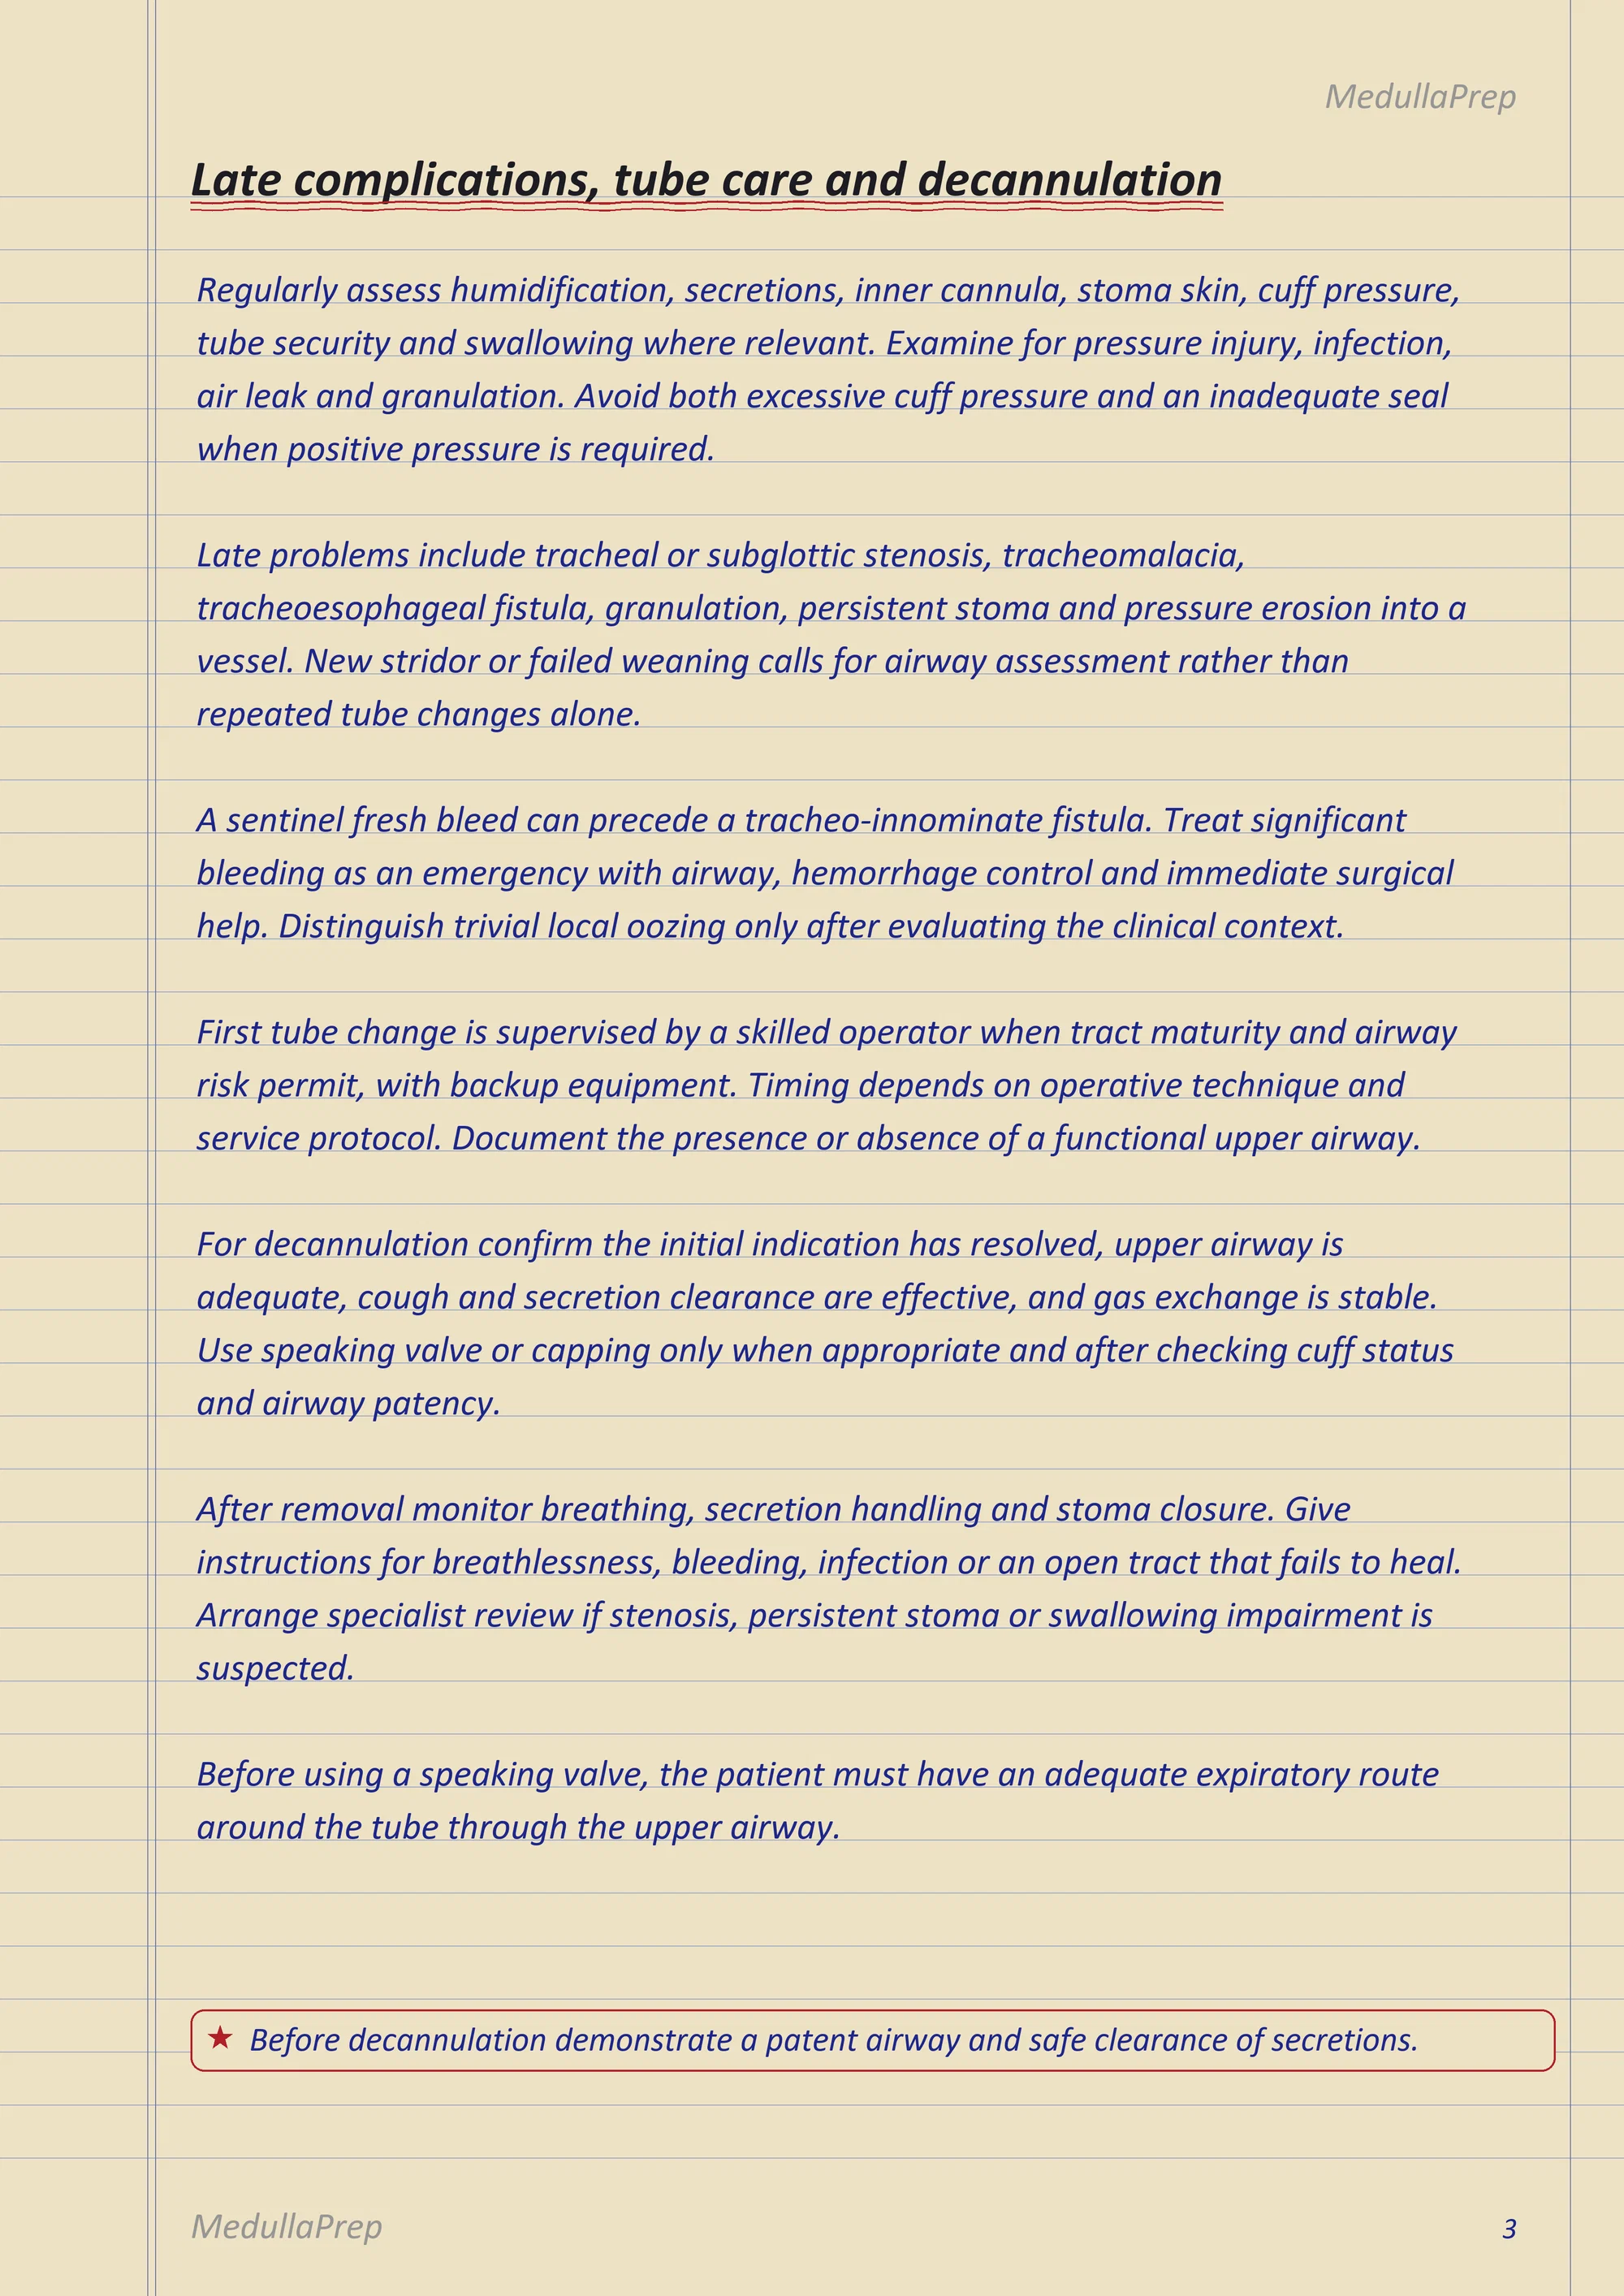 MedullaPrep
Late complications, tube care and decannulation
Regularly assess humidification, secretions, inner cannula, stoma skin, cuff pressure,
tube security and swallowing where relevant. Examine for pressure injury, infection,
air leak and granulation. Avoid both excessive cuff pressure and an inadequate seal
when positive pressure is required.
Late problems include tracheal or subglottic stenosis, tracheomalacia,
tracheoesophageal fistula, granulation, persistent stoma and pressure erosion into a
vessel. New stridor or failed weaning calls for airway assessment rather than
repeated tube changes alone.
A sentinel fresh bleed can precede a tracheo-innominate fistula. Treat significant
bleeding as an emergency with airway, hemorrhage control and immediate surgical
help. Distinguish trivial local oozing only after evaluating the clinical context.
First tube change is supervised by a skilled operator when tract maturity and airway
risk permit, with backup equipment. Timing depends on operative technique and
service protocol. Document the presence or absence of a functional upper airway.
For decannulation confirm the initial indication has resolved, upper airway is
adequate, cough and secretion clearance are effective, and gas exchange is stable.
Use speaking valve or capping only when appropriate and after checking cuff status
and airway patency.
After removal monitor breathing, secretion handling and stoma closure. Give
instructions for breathlessness, bleeding, infection or an open tract that fails to heal.
Arrange specialist review if stenosis, persistent stoma or swallowing impairment is
suspected.
Before using a speaking valve, the patient must have an adequate expiratory route
around the tube through the upper airway.
★ Before decannulation demonstrate a patent airway and safe clearance of secretions.
MedullaPrep
3